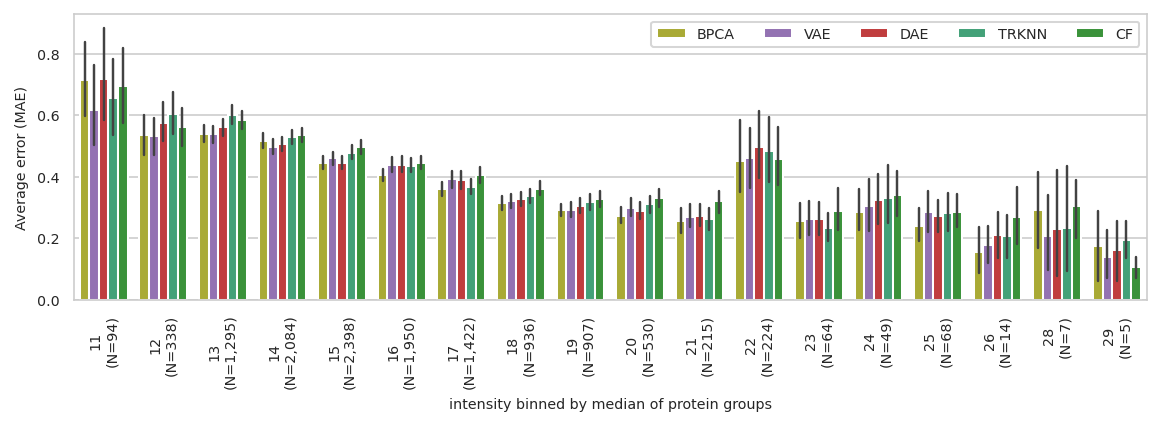 BPCA
VAE
DAE
TRKNN
CF
Average error (MAE)
0.8
0.6
0.4
0.2
0.0
11
(N=94)
12
(N=338)
13
(N=1,295)
14
(N=2,084)
15
(N=2,398)
16
(N=1,950)
17
(N=1,422)
18
(N=936)
19
(N=907)
20
(N=530)
21
(N=215)
22
(N=224)
23
(N=64)
24
(N=49)
25
(N=68)
26
(N=14)
28
(N=7)
29
(N=5)
intensity binned by median of protein groups